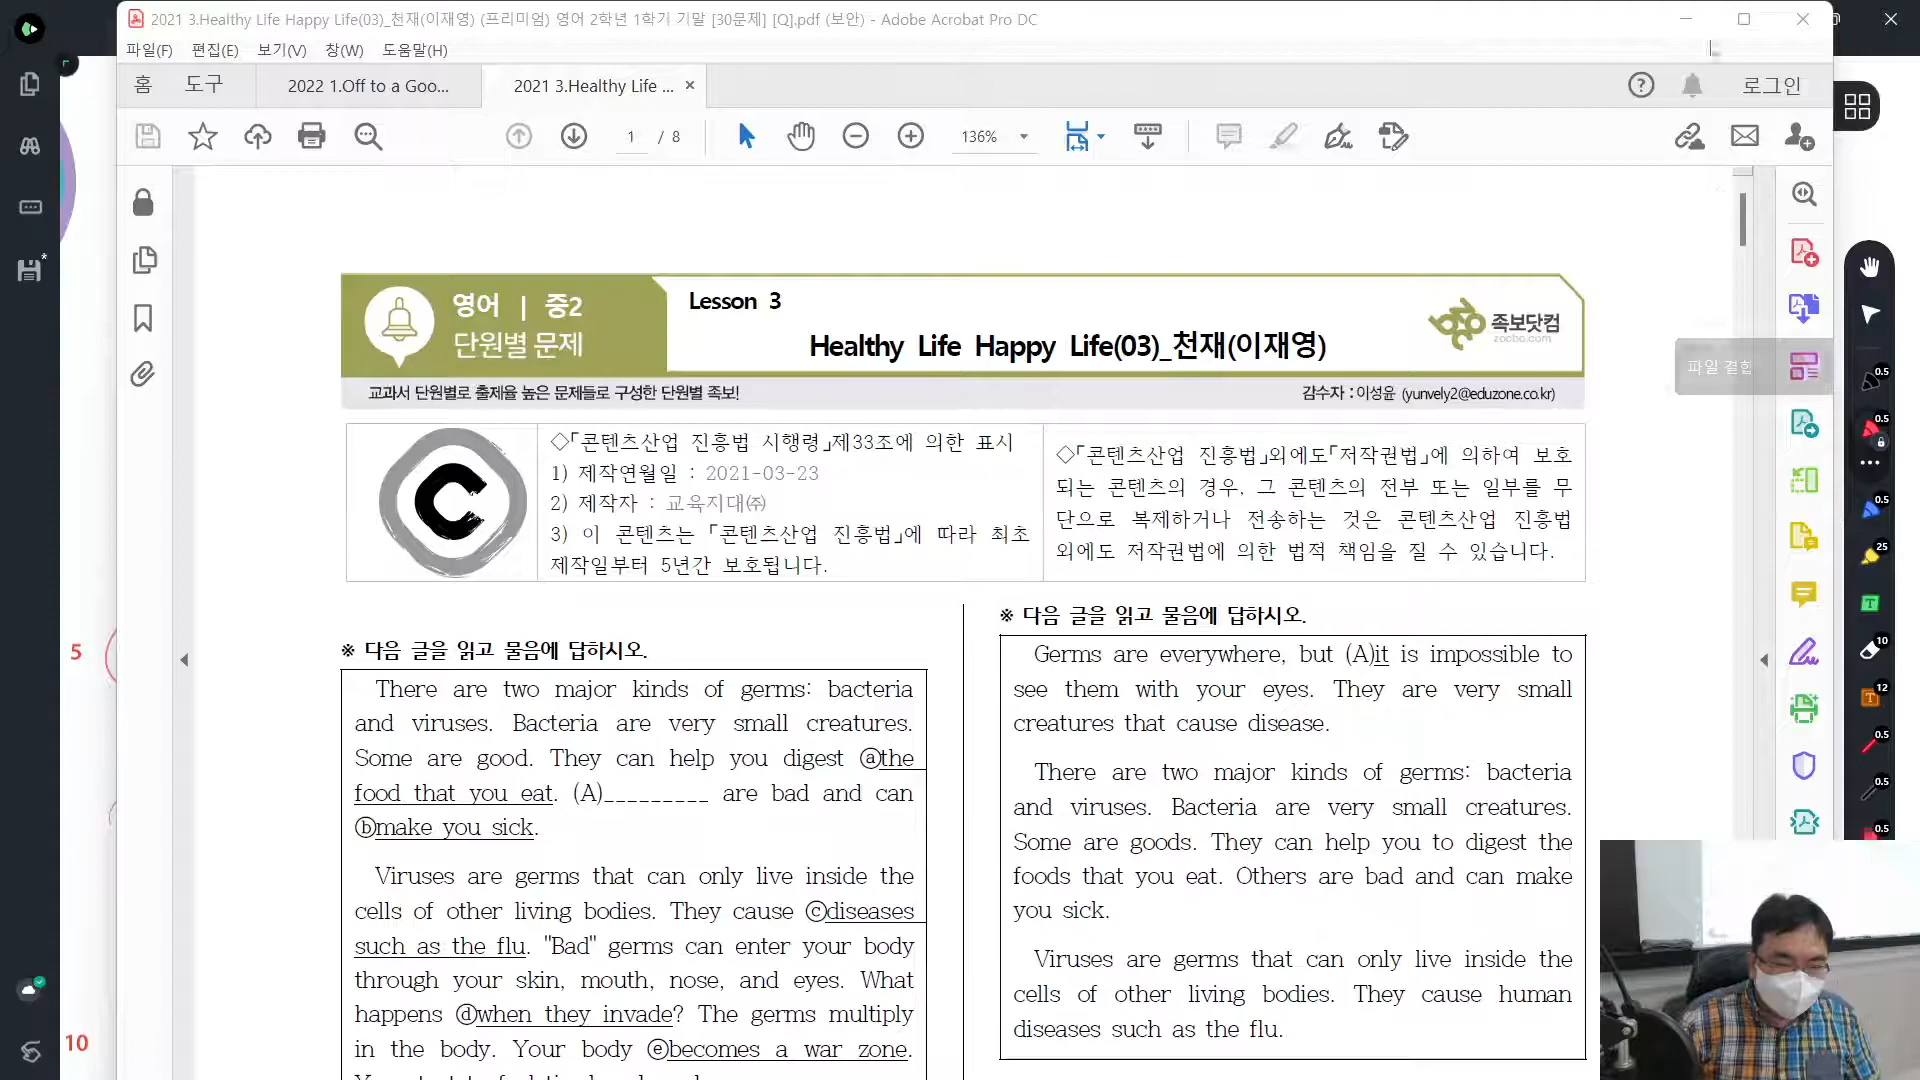 2021 3.Healthy Life Happy Life(03)_천재(이재영) (프리미엄) 영어 2학년 1학기 기말 [30문제] [Q].pdf (보안) - Adobe Acrobat Pro DC
파일(F) 편집(E) 보기(V) 창(W) 도움말(H)
홈 도구 2022 1.Off to a Goo... 2021 3.Healthy Life ... 로그인
1 / 8 136%
영어 | 중2
단원별 문제
Lesson 3
Healthy Life Happy Life(03)_천재(이재영)
족보닷컴
zocbo.com
파일 결합
교과서 단원별로 출제율 높은 문제들로 구성한 단원별 족보!
감수자 : 이성윤 (yunvely2@eduzone.co.kr)
◇「콘텐츠산업 진흥법 시행령」제33조에 의한 표시
1) 제작연월일 : 2021-03-23
2) 제작자 : 교육지대㈜
3) 이 콘텐츠는 「콘텐츠산업 진흥법」에 따라 최초
제작일부터 5년간 보호됩니다.
◇「콘텐츠산업 진흥법」외에도「저작권법」에 의하여 보호
되는 콘텐츠의 경우, 그 콘텐츠의 전부 또는 일부를 무
단으로 복제하거나 전송하는 것은 콘텐츠산업 진흥법
외에도 저작권법에 의한 법적 책임을 질 수 있습니다.
※ 다음 글을 읽고 물음에 답하시오.
There are two major kinds of germs: bacteria
and viruses. Bacteria are very small creatures.
Some are good. They can help you digest ⓐthe
food that you eat. (A)_________ are bad and can
ⓑmake you sick.
Viruses are germs that can only live inside the
cells of other living bodies. They cause ⓒdiseases
such as the flu. "Bad" germs can enter your body
through your skin, mouth, nose, and eyes. What
happens ⓓwhen they invade? The germs multiply
in the body. Your body ⓔbecomes a war zone.
※ 다음 글을 읽고 물음에 답하시오.
Germs are everywhere, but (A)it is impossible to
see them with your eyes. They are very small
creatures that cause disease.
There are two major kinds of germs: bacteria
and viruses. Bacteria are very small creatures.
Some are goods. They can help you to digest the
foods that you eat. Others are bad and can make
you sick.
Viruses are germs that can only live inside the
cells of other living bodies. They cause human
diseases such as the flu.
5
10
0.5
0.5
0.5
25
T
10
T 12
0.5
0.5
0.5